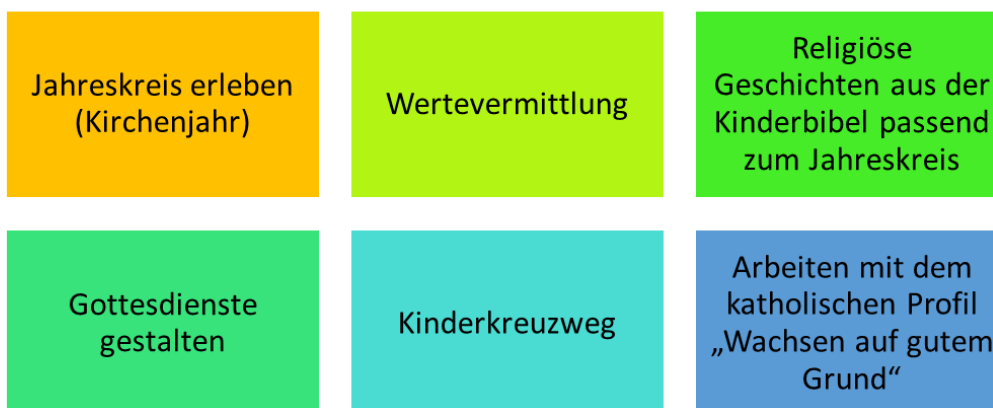 Jahreskreis erleben
(Kirchenjahr)
Wertevermittlung
Religiöse
Geschichten aus der
Kinderbibel passend
zum Jahreskreis
Gottesdienste
gestalten
Kinderkreuzweg
Arbeiten mit dem
katholischen Profil
„Wachsen auf gutem
Grund“